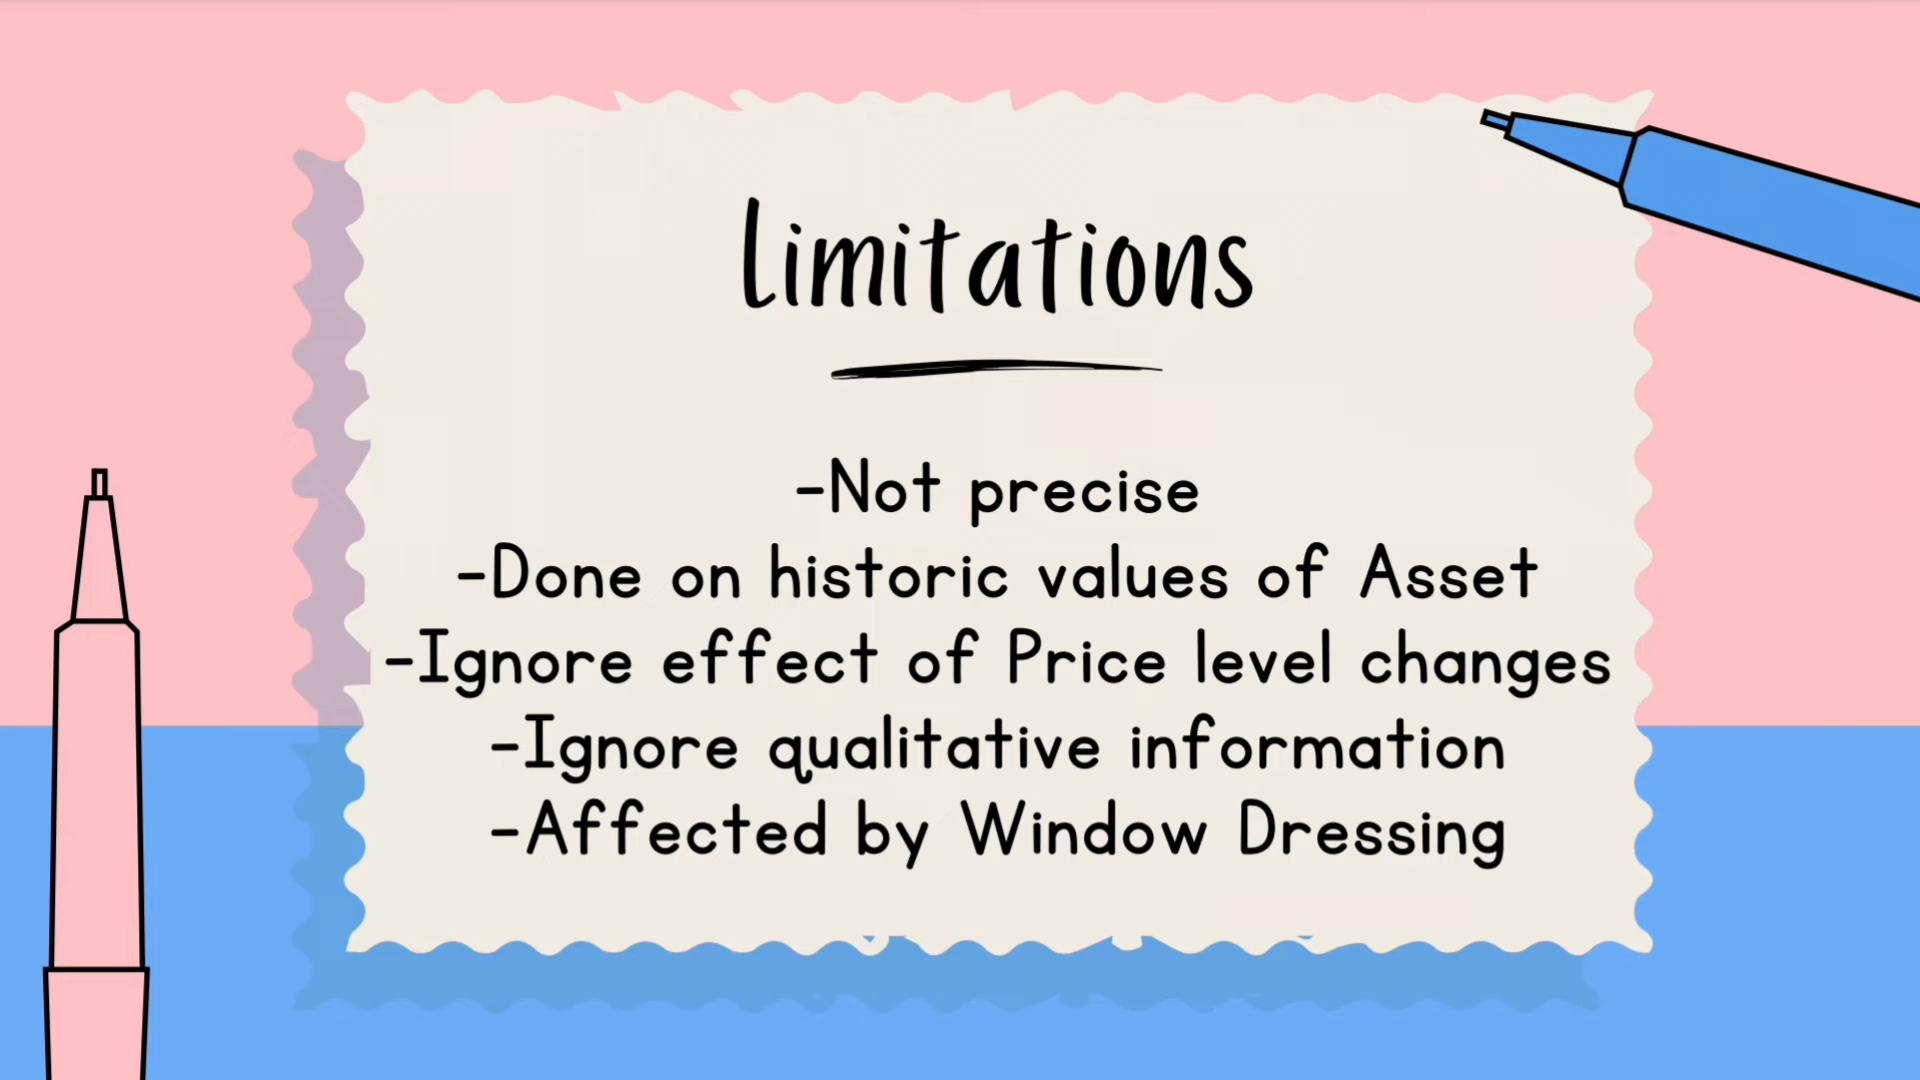 Limitations
-Not precise
-Done on historic values of Asset
-Ignore effect of Price level changes
-Ignore qualitative information
-Affected by Window Dressing